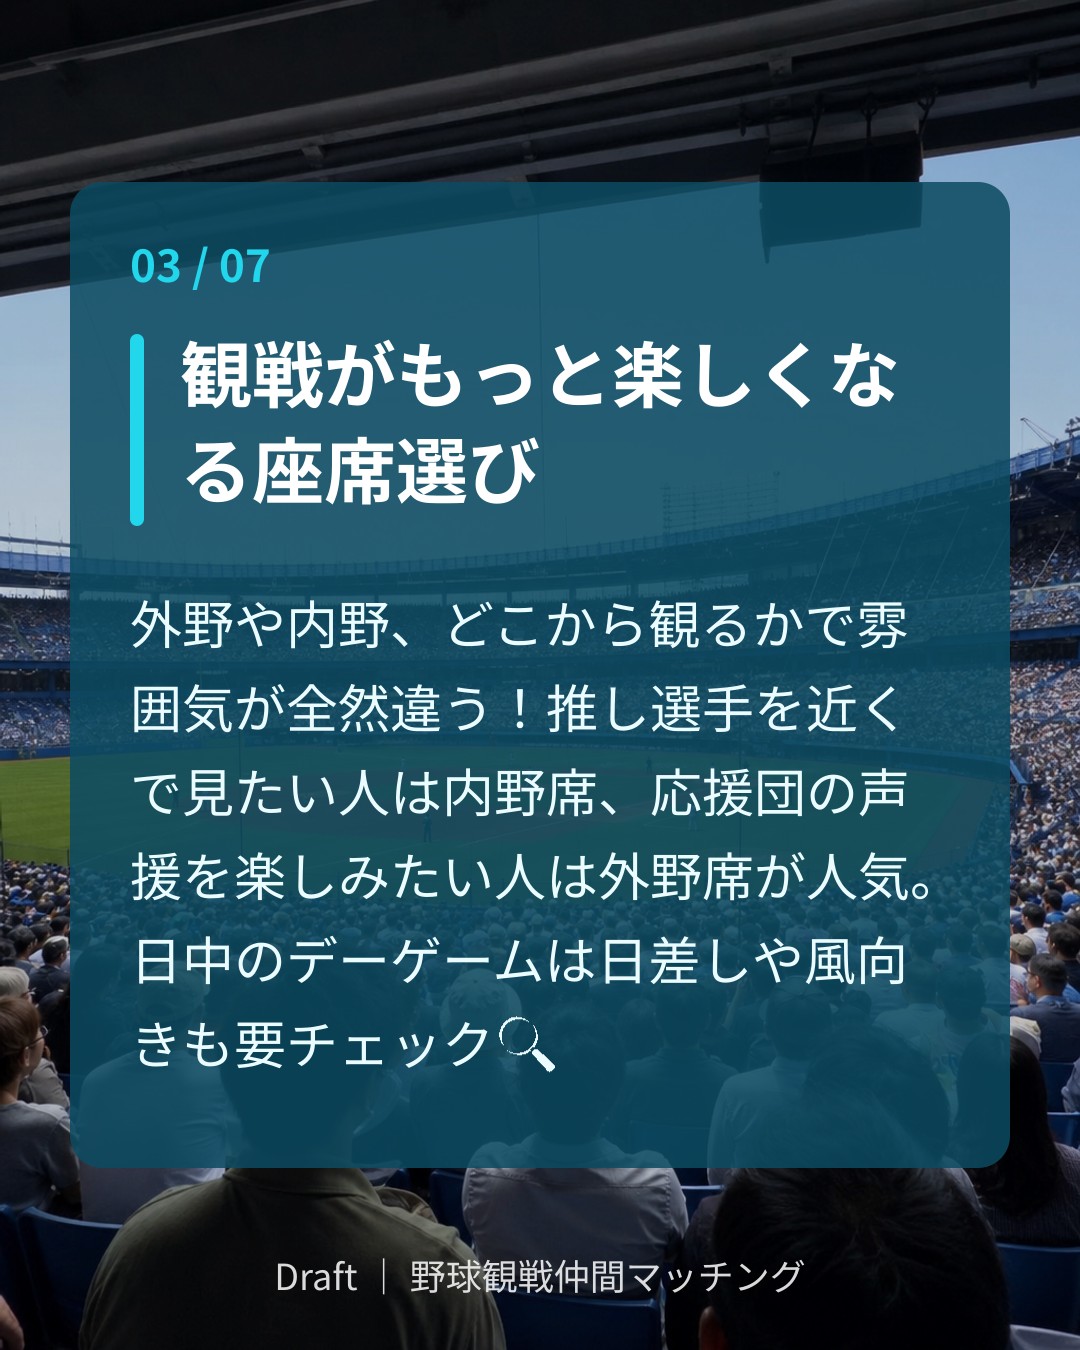 03 / 07
観戦がもっと楽しくな
る座席選び
外野や内野、どこから観るかで雰
囲気が全然違う！推し選手を近く
で見たい人は内野席、応援団の声
援を楽しみたい人は外野席が人気。
日中のデーゲームは日差しや風向
きも要チェック🔍
Draft ｜ 野球観戦仲間マッチング